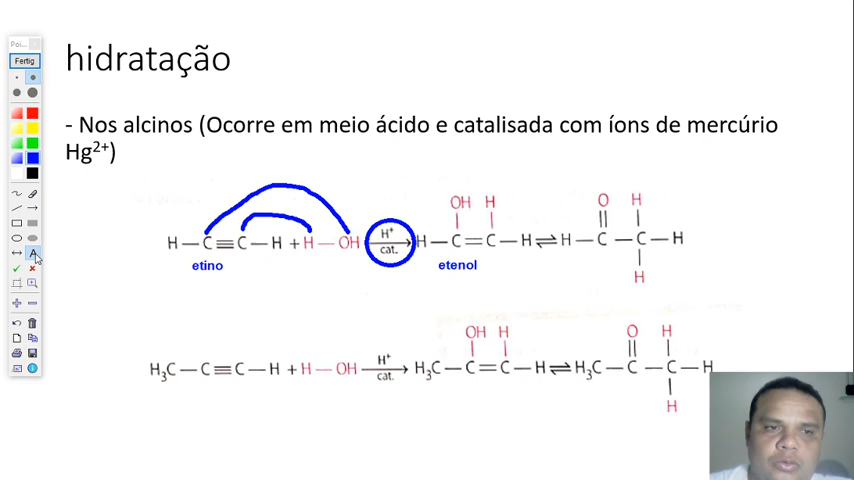 Poi...
Fertig
hidratação
- Nos alcinos (Ocorre em meio ácido e catalisada com íons de mercúrio
Hg2+)
OH H O H
H—C≡C—H + H—OH H+ cat. H—C=C—H ⇌ H—C—C—H
H
etino etenol
OH H O H
H3C—C≡C—H + H—OH H+ cat. H3C—C=C—H ⇌ H3C—C—C—H
H
A